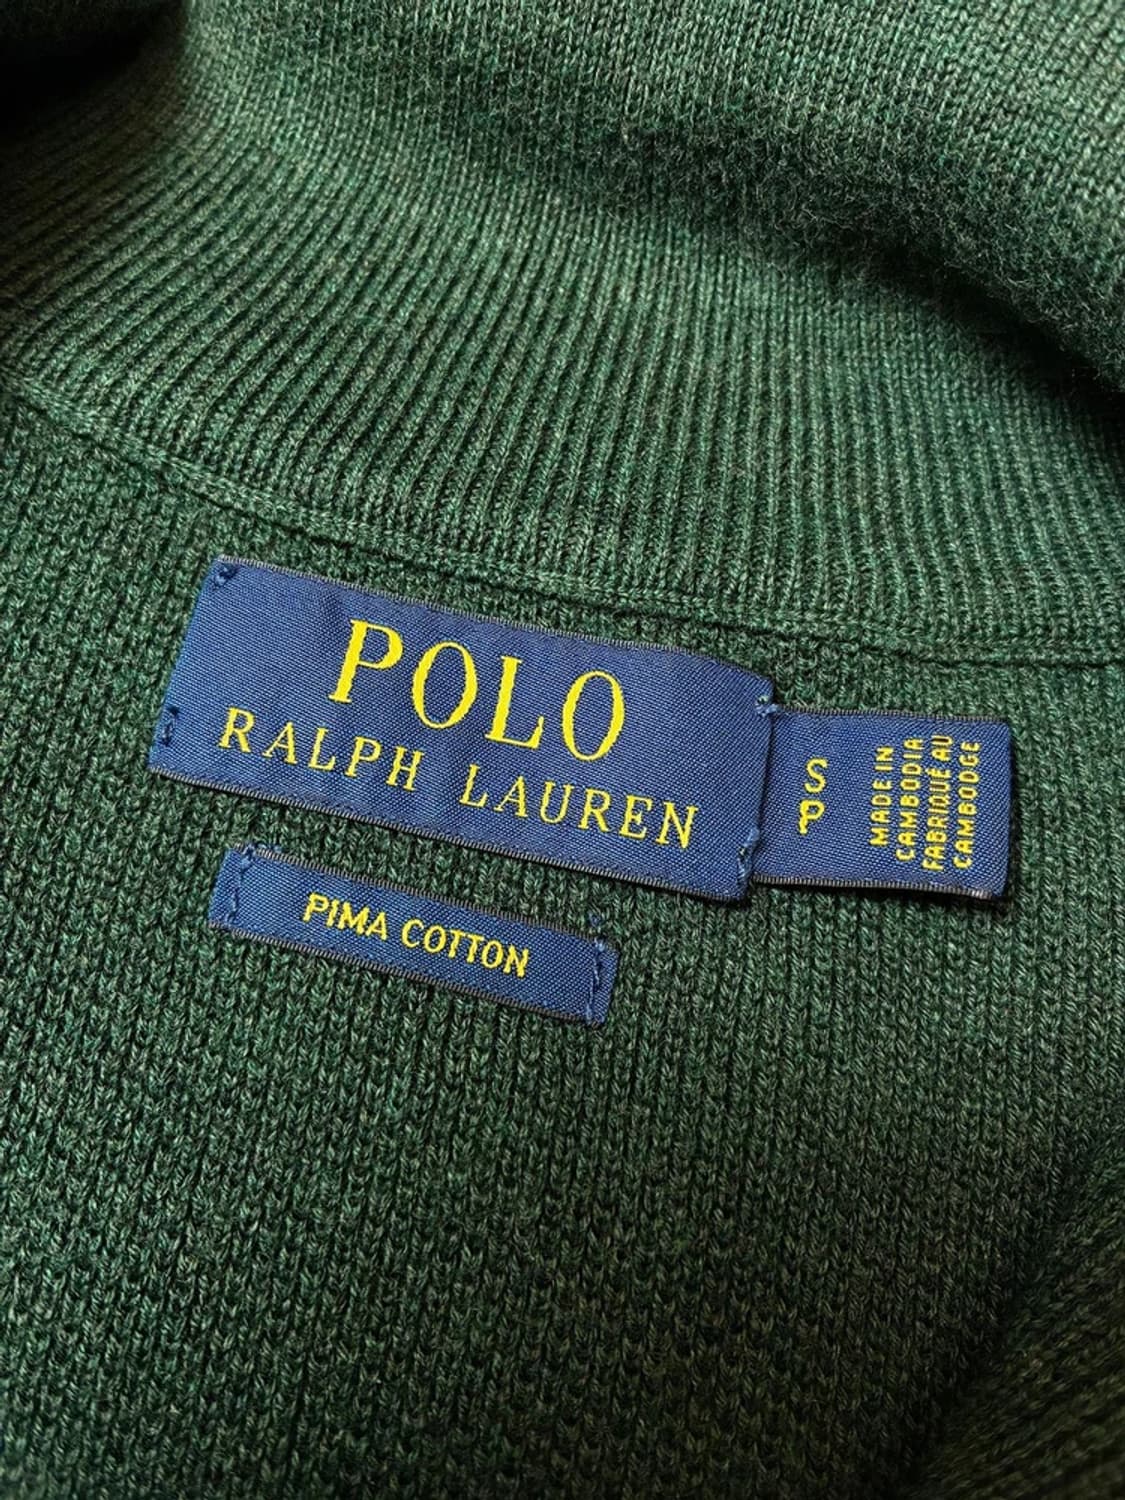 POLO
RALPH LAUREN
S
P
MADE IN
CAMBODIA
FABRIQUÉ AU
CAMBODGE
PIMA COTTON